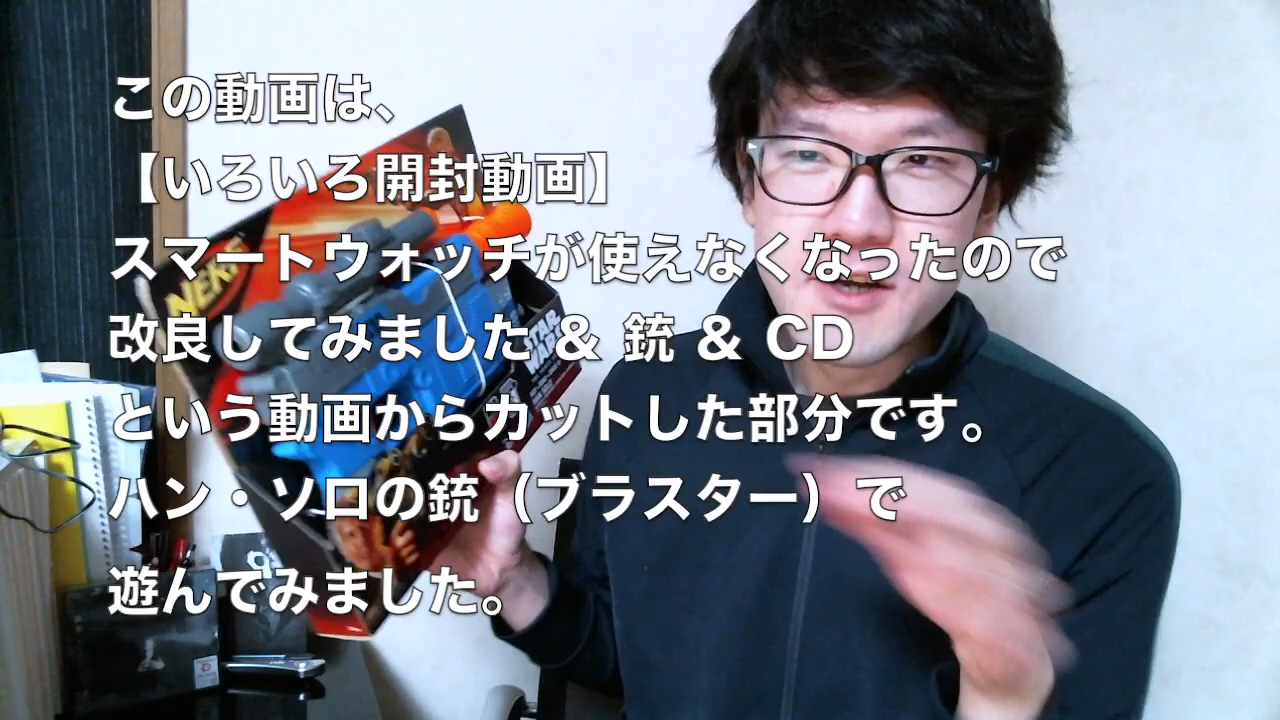 この動画は、
【いろいろ開封動画】
スマートウォッチが使えなくなったので
改良してみました & 銃 & CD
という動画からカットした部分です。
ハン・ソロの銃（ブラスター）で
遊んでみました。
NERF
STAR
WARS